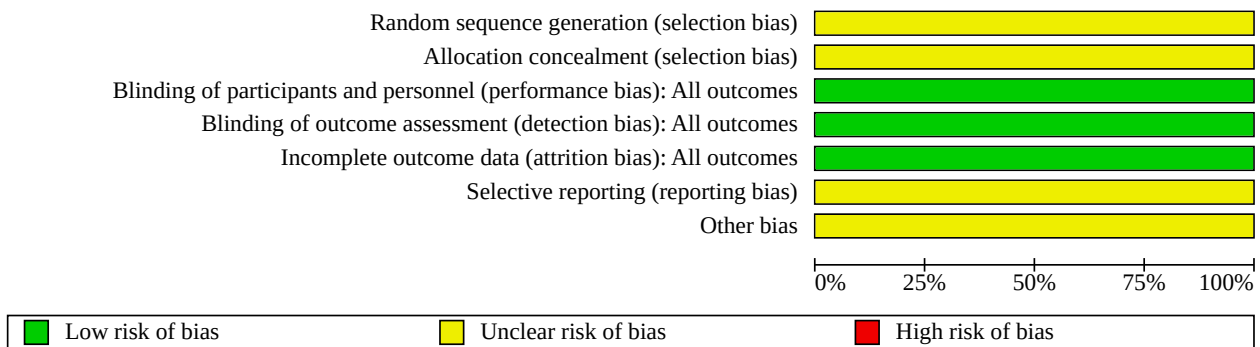 Random sequence generation (selection bias)
Allocation concealment (selection bias)
Blinding of participants and personnel (performance bias): All outcomes
Blinding of outcome assessment (detection bias): All outcomes
Incomplete outcome data (attrition bias): All outcomes
Selective reporting (reporting bias)
Other bias
0% 25% 50% 75% 100%
Low risk of bias Unclear risk of bias High risk of bias